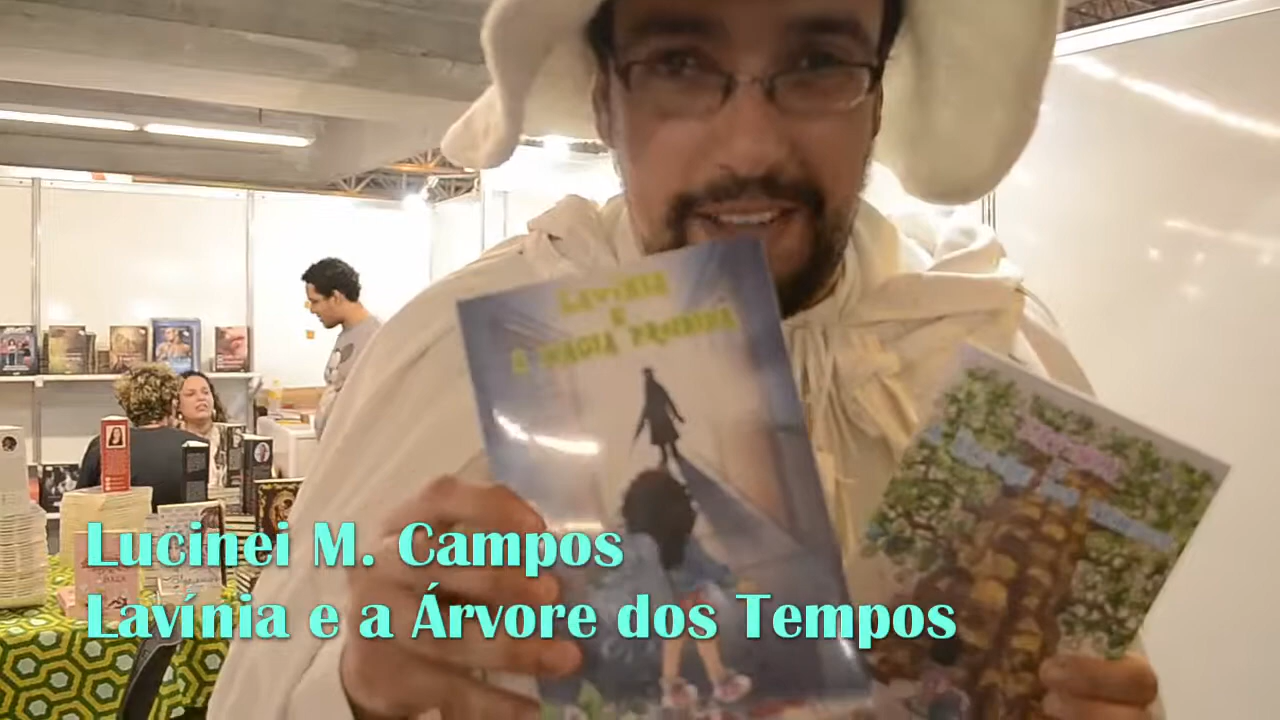 LAVÍNIA
E
A MAGIA PROIBIDA
Lucinei M. Campos
Lavínia e a Árvore dos Tempos